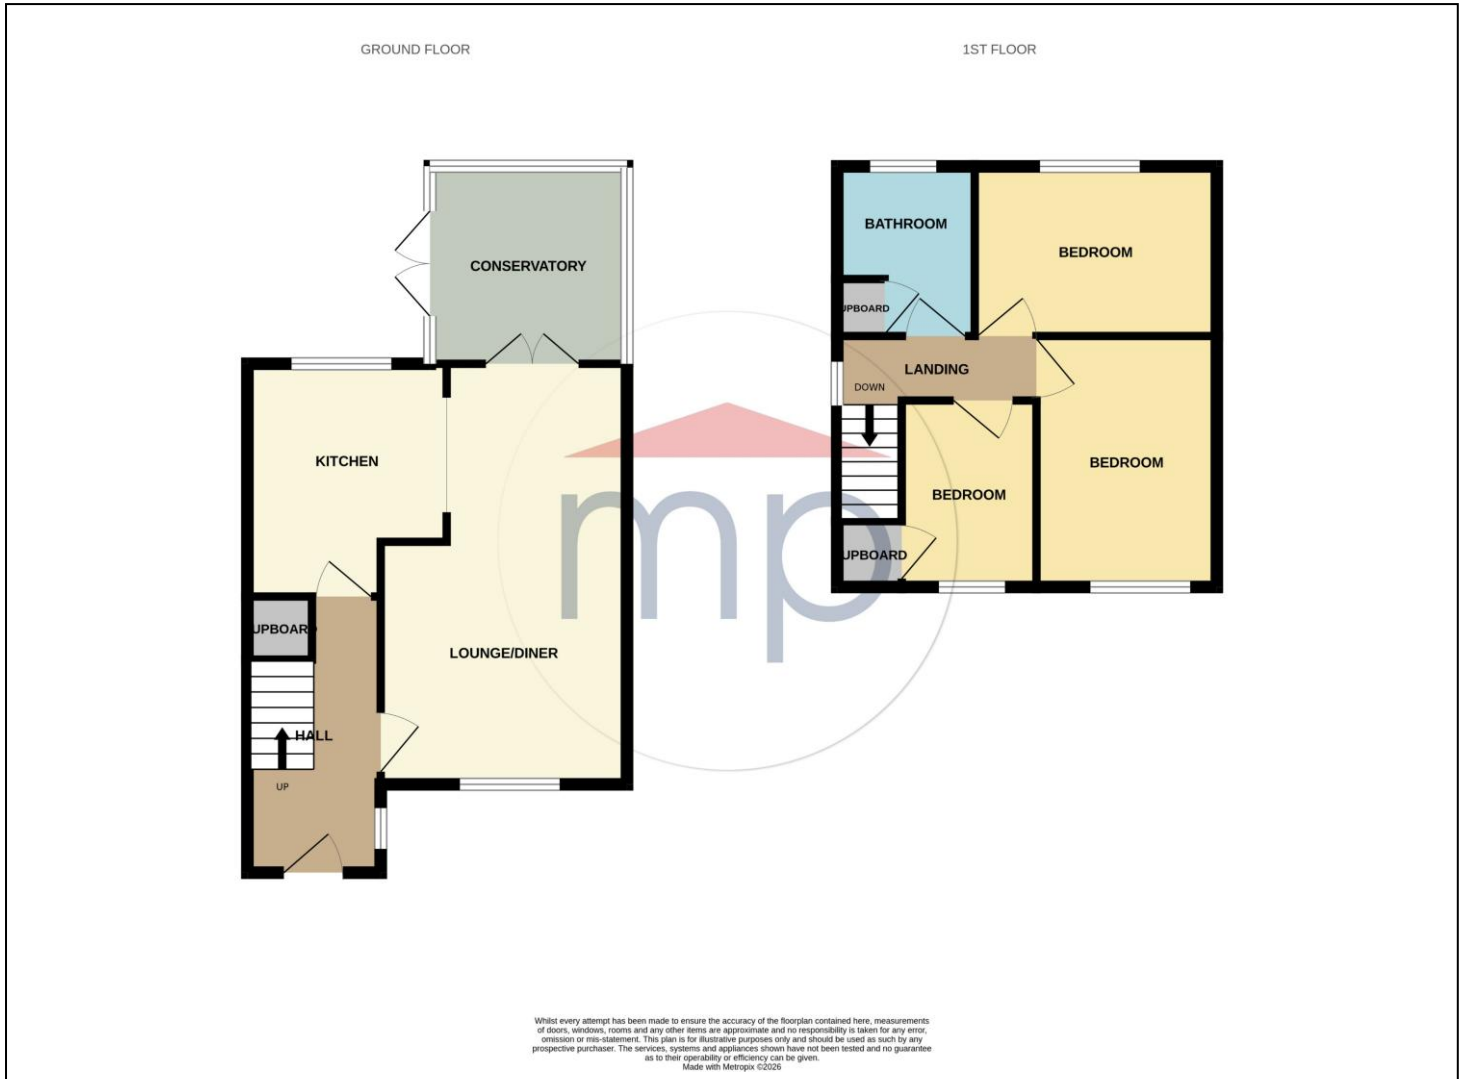 GROUND FLOOR
1ST FLOOR
CONSERVATORY
KITCHEN
UPBOARD
LOUNGE/DINER
HALL
UP
BATHROOM
BEDROOM
UPBOARD
LANDING
DOWN
BEDROOM
BEDROOM
UPBOARD
mp
Whilst every attempt has been made to ensure the accuracy of the floorplan contained here, measurements
of doors, windows, rooms and any other items are approximate and no responsibility is taken for any error,
omission or mis-statement. This plan is for illustrative purposes only and should be used as such by any
prospective purchaser. The services, systems and appliances shown have not been tested and no guarantee
as to their operability or efficiency can be given.
Made with Metropix ©2026